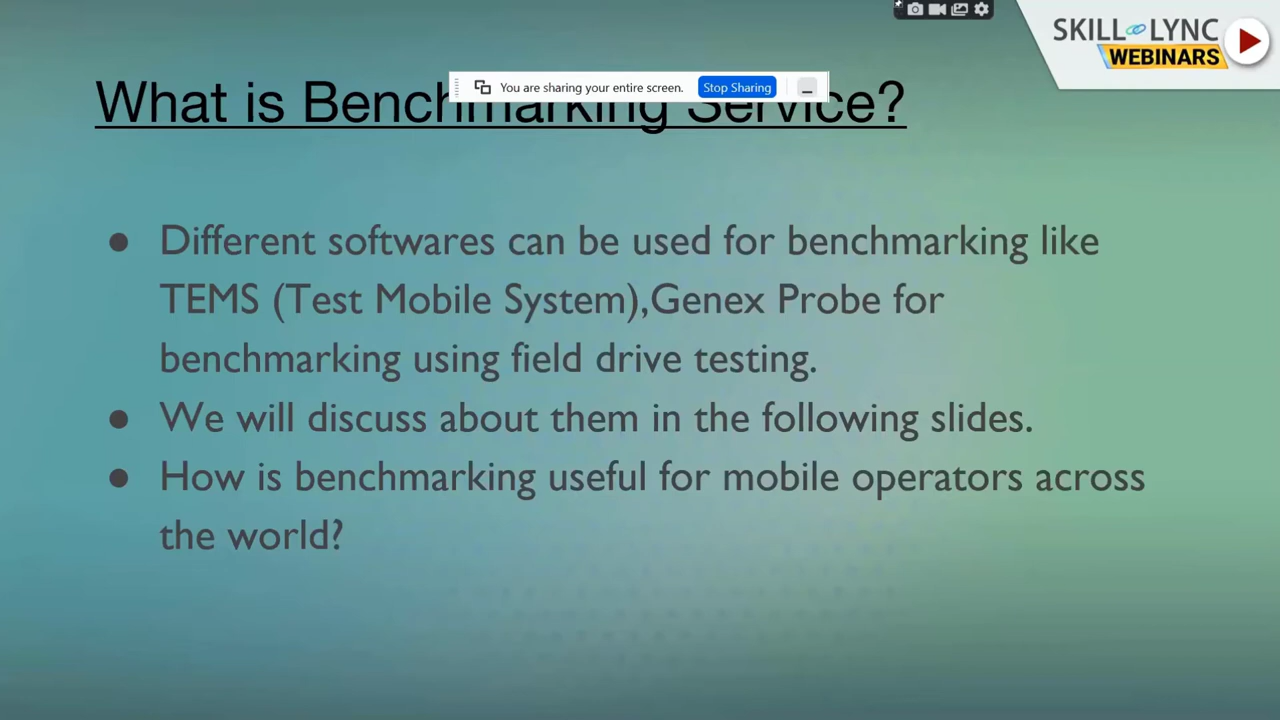 SKILL LYNC
WEBINARS
You are sharing your entire screen. Stop Sharing
What is Benchmarking Service?
● Different softwares can be used for benchmarking like
TEMS (Test Mobile System),Genex Probe for
benchmarking using field drive testing.
● We will discuss about them in the following slides.
● How is benchmarking useful for mobile operators across
the world?